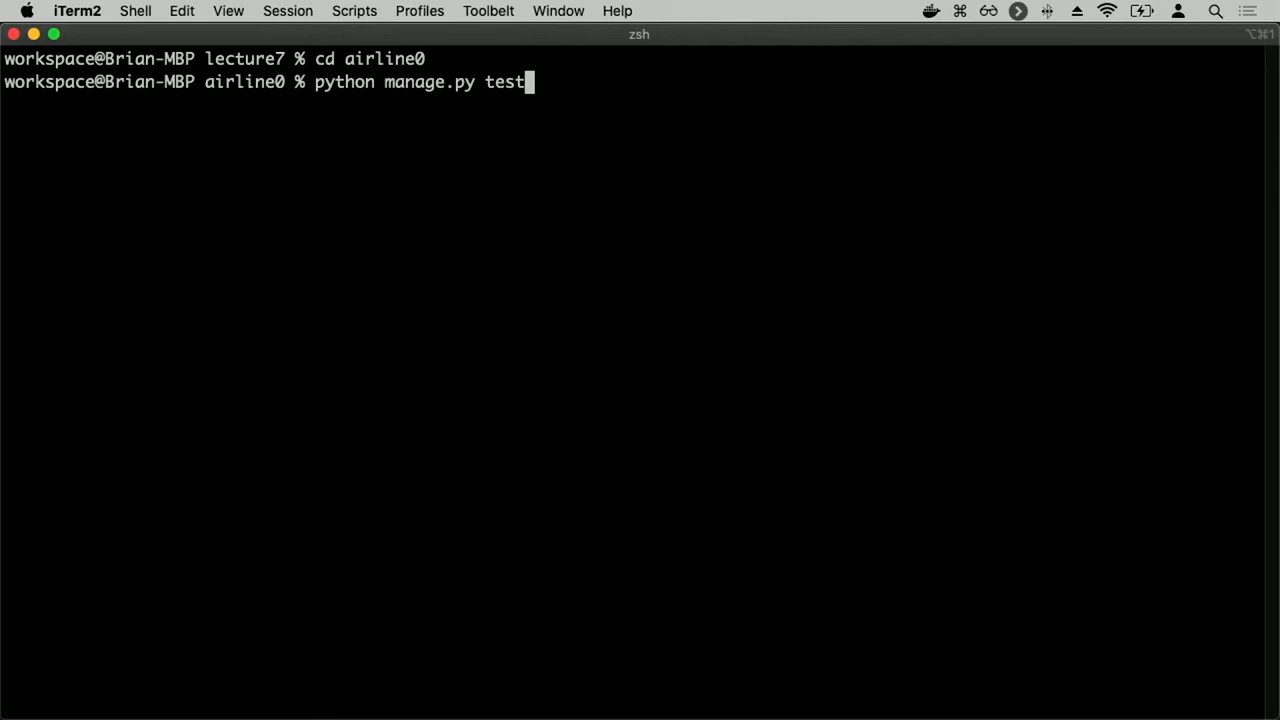 iTerm2 Shell Edit View Session Scripts Profiles Toolbelt Window Help
zsh
⌥⌘1
workspace@Brian-MBP lecture7 % cd airline0
workspace@Brian-MBP airline0 % python manage.py test